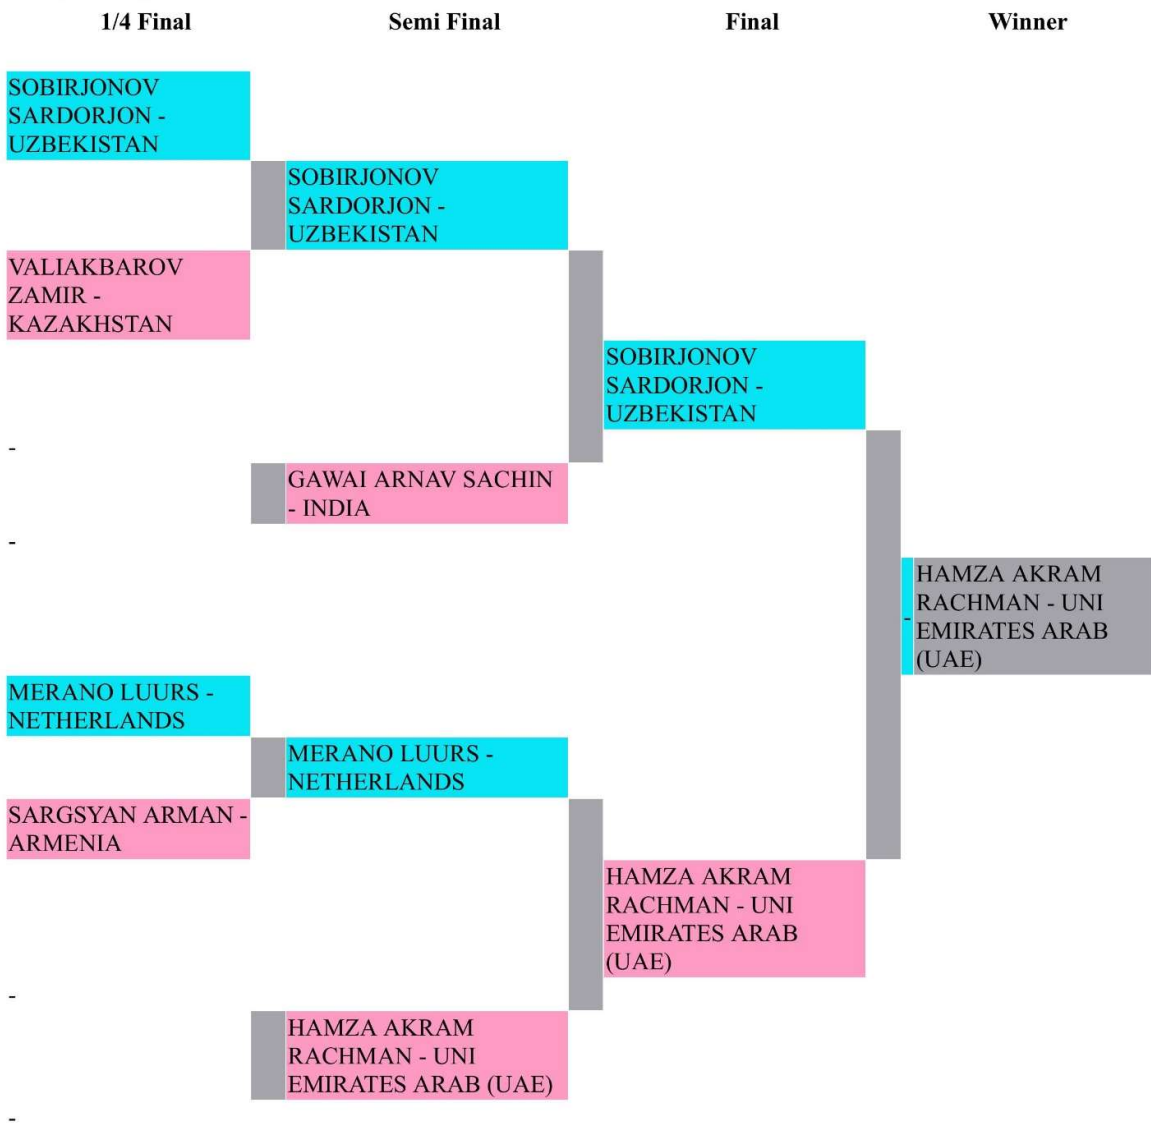 1/4 Final
Semi Final
Final
Winner
SOBIRJONOV
SARDORJON -
UZBEKISTAN
SOBIRJONOV
SARDORJON -
UZBEKISTAN
VALIAKBAROV
ZAMIR -
KAZAKHSTAN
SOBIRJONOV
SARDORJON -
UZBEKISTAN
-
GAWAI ARNAV SACHIN
- INDIA
-
-
HAMZA AKRAM
RACHMAN - UNI
EMIRATES ARAB
(UAE)
MERANO LUURS -
NETHERLANDS
MERANO LUURS -
NETHERLANDS
SARGSYAN ARMAN -
ARMENIA
HAMZA AKRAM
RACHMAN - UNI
EMIRATES ARAB
(UAE)
-
HAMZA AKRAM
RACHMAN - UNI
EMIRATES ARAB (UAE)
-